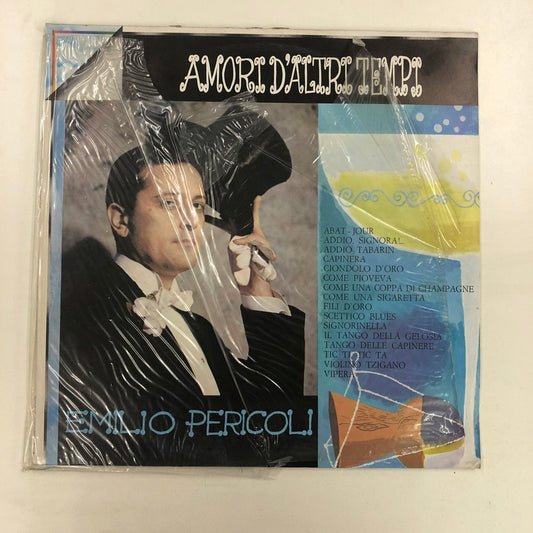 AMORI D'ALTRI TEMPI
ABAT-JOUR
ADDIO, SIGNORA!..
ADDIO TABARIN
CAPINERA
CIONDOLO D'ORO
COME PIOVEVA
COME UNA COPPA DI CHAMPAGNE
COME UNA SIGARETTA
FILI D'ORO
SCETTICO BLUES
SIGNORINELLA
IL TANGO DELLA GELOSIA
TANGO DELLE CAPINERE
TIC TI TIC TA
VIOLINO TZIGANO
VIPERA
EMILIO PERICOLI